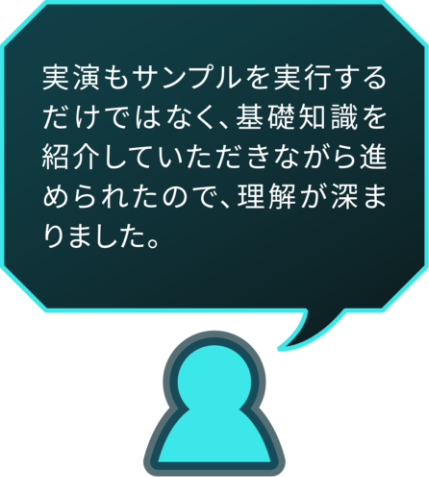 実演もサンプルを実行する
だけではなく、基礎知識を
紹介していただきながら進
められたので、理解が深ま
りました。